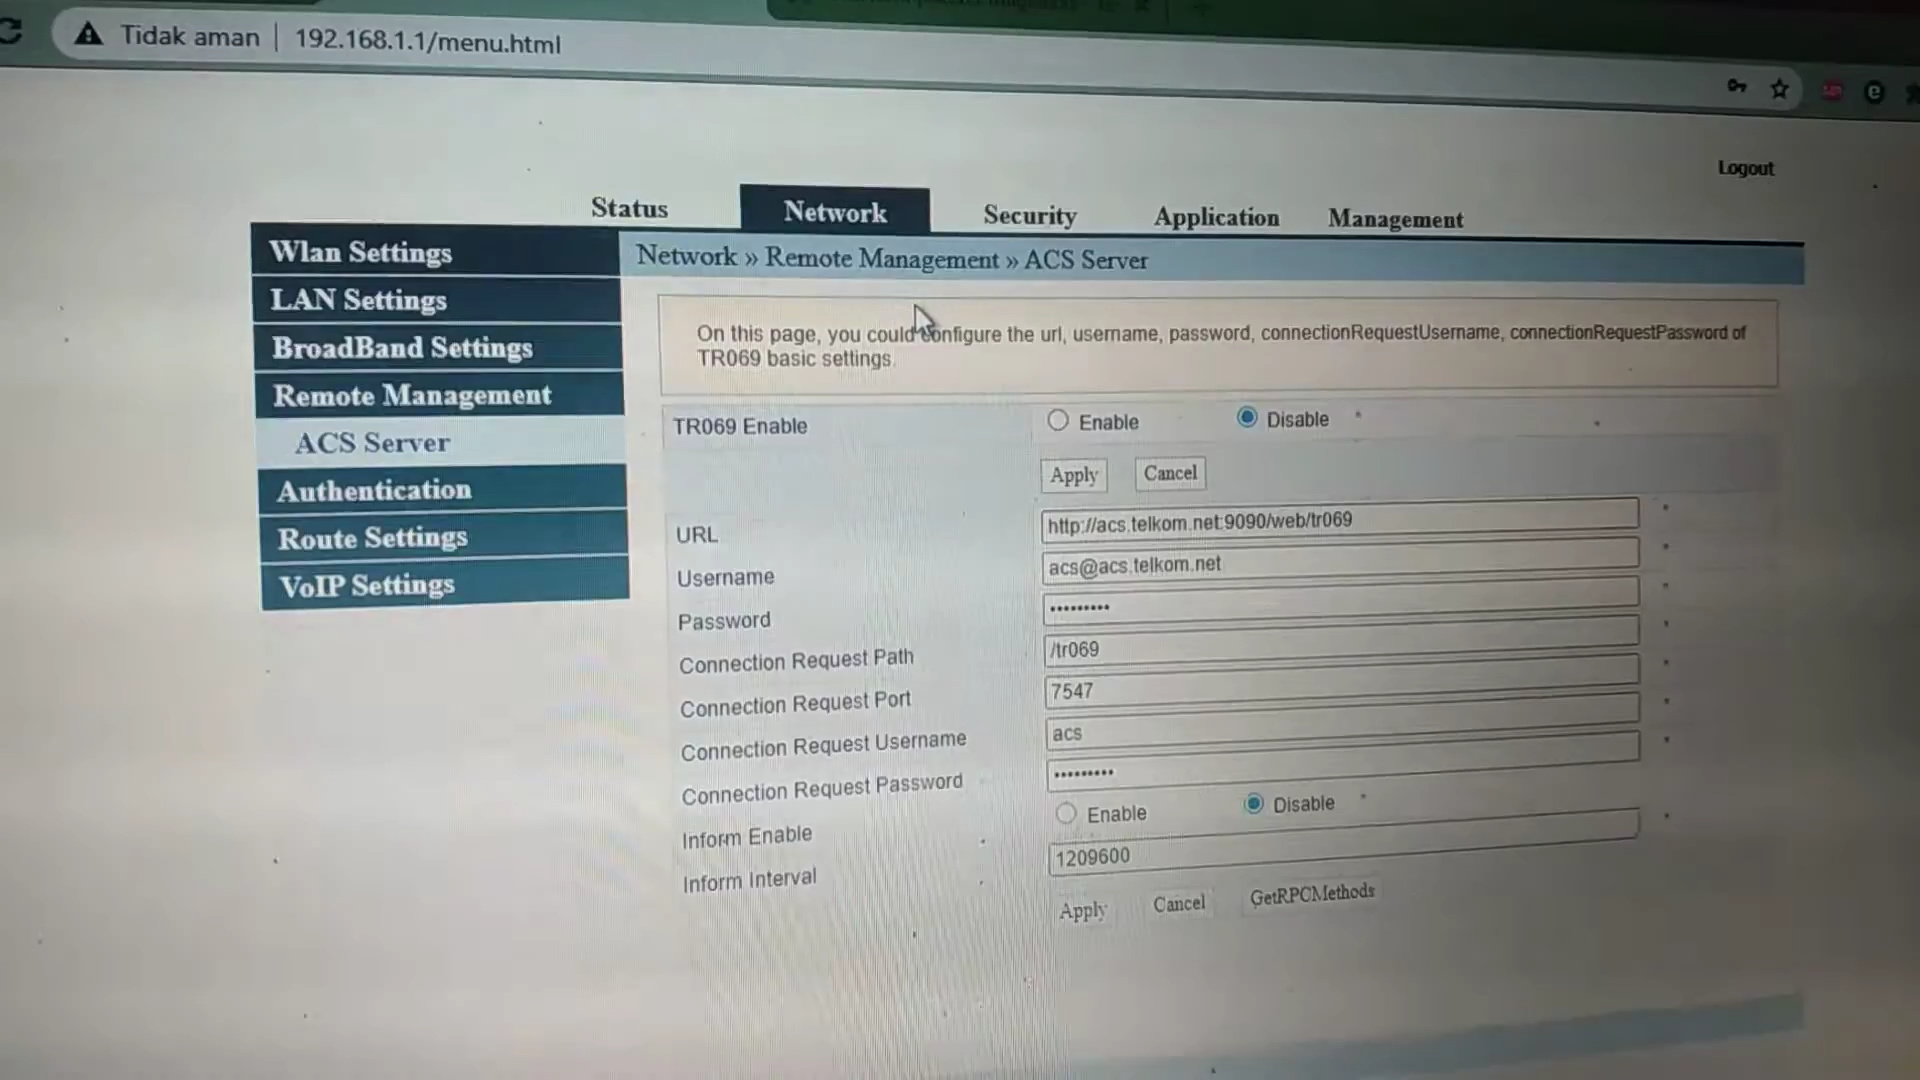 Tidak aman | 192.168.1.1/menu.html
Logout
Status Network Security Application Management
Wlan Settings
LAN Settings
BroadBand Settings
Remote Management
ACS Server
Authentication
Route Settings
VoIP Settings
Network » Remote Management » ACS Server
On this page, you could configure the url, username, password, connectionRequestUsername, connectionRequestPassword of
TR069 basic settings.
TR069 Enable Enable Disable *
Apply Cancel
URL http://acs.telkom.net:9090/web/tr069 *
Username acs@acs.telkom.net *
Password ••••••••• *
Connection Request Path /tr069 *
Connection Request Port 7547 *
Connection Request Username acs *
Connection Request Password ••••••••• *
Inform Enable Enable Disable *
Inform Interval 1209600 *
Apply Cancel GetRPCMethods